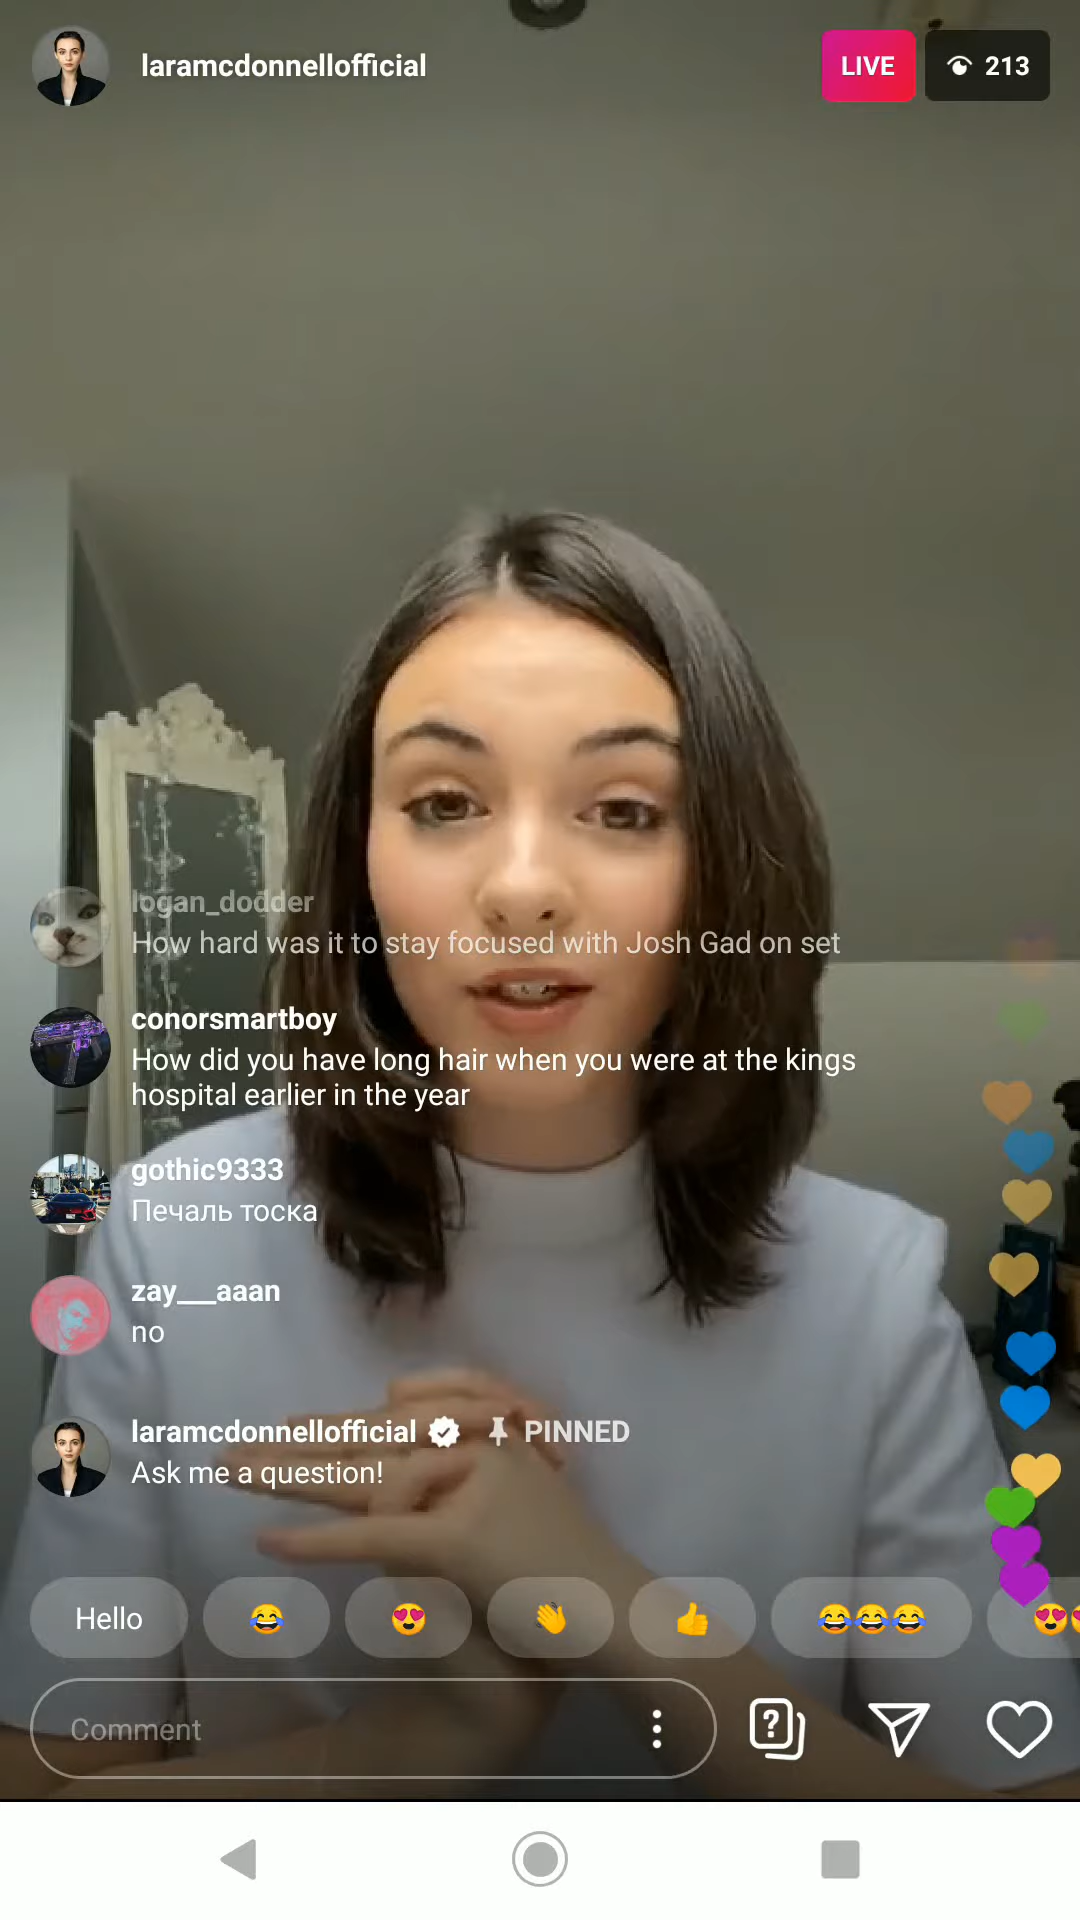 laramcdonnellofficial
LIVE
213
logan_dodder
How hard was it to stay focused with Josh Gad on set
conorsmartboy
How did you have long hair when you were at the kings
hospital earlier in the year
gothic9333
Печаль тоска
zay___aaan
no
laramcdonnellofficial PINNED
Ask me a question!
Hello
Comment